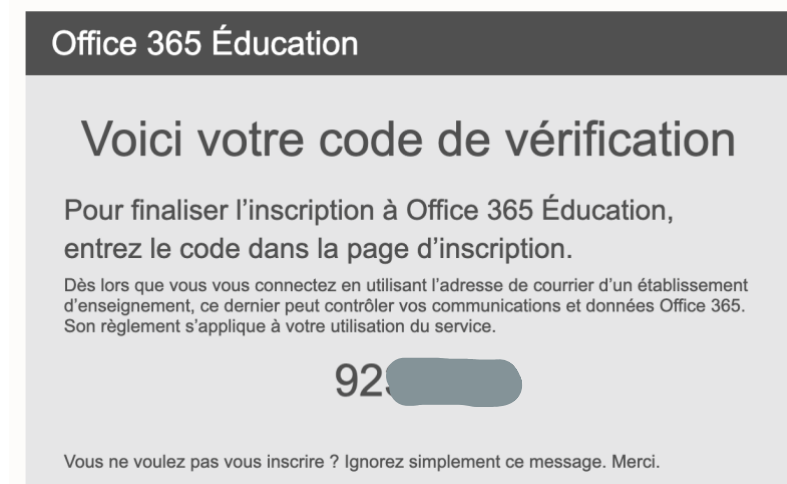 Office 365 Éducation
Voici votre code de vérification
Pour finaliser l’inscription à Office 365 Éducation,
entrez le code dans la page d’inscription.
Dès lors que vous vous connectez en utilisant l’adresse de courrier d’un établissement
d’enseignement, ce dernier peut contrôler vos communications et données Office 365.
Son règlement s’applique à votre utilisation du service.
92
Vous ne voulez pas vous inscrire ? Ignorez simplement ce message. Merci.